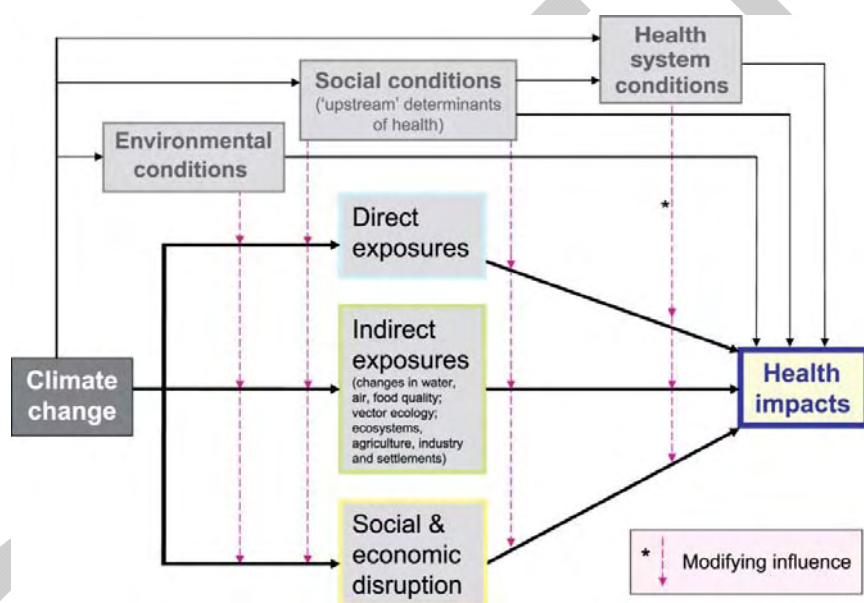 Health
system
conditions
Social conditions
(‘upstream’ determinants
of health)
Environmental
conditions
*
Direct
exposures
Indirect
exposures
(changes in water,
air, food quality;
vector ecology;
ecosystems,
agriculture, industry
and settlements)
Climate
change
Health
impacts
Social &
economic
disruption
* Modifying influence